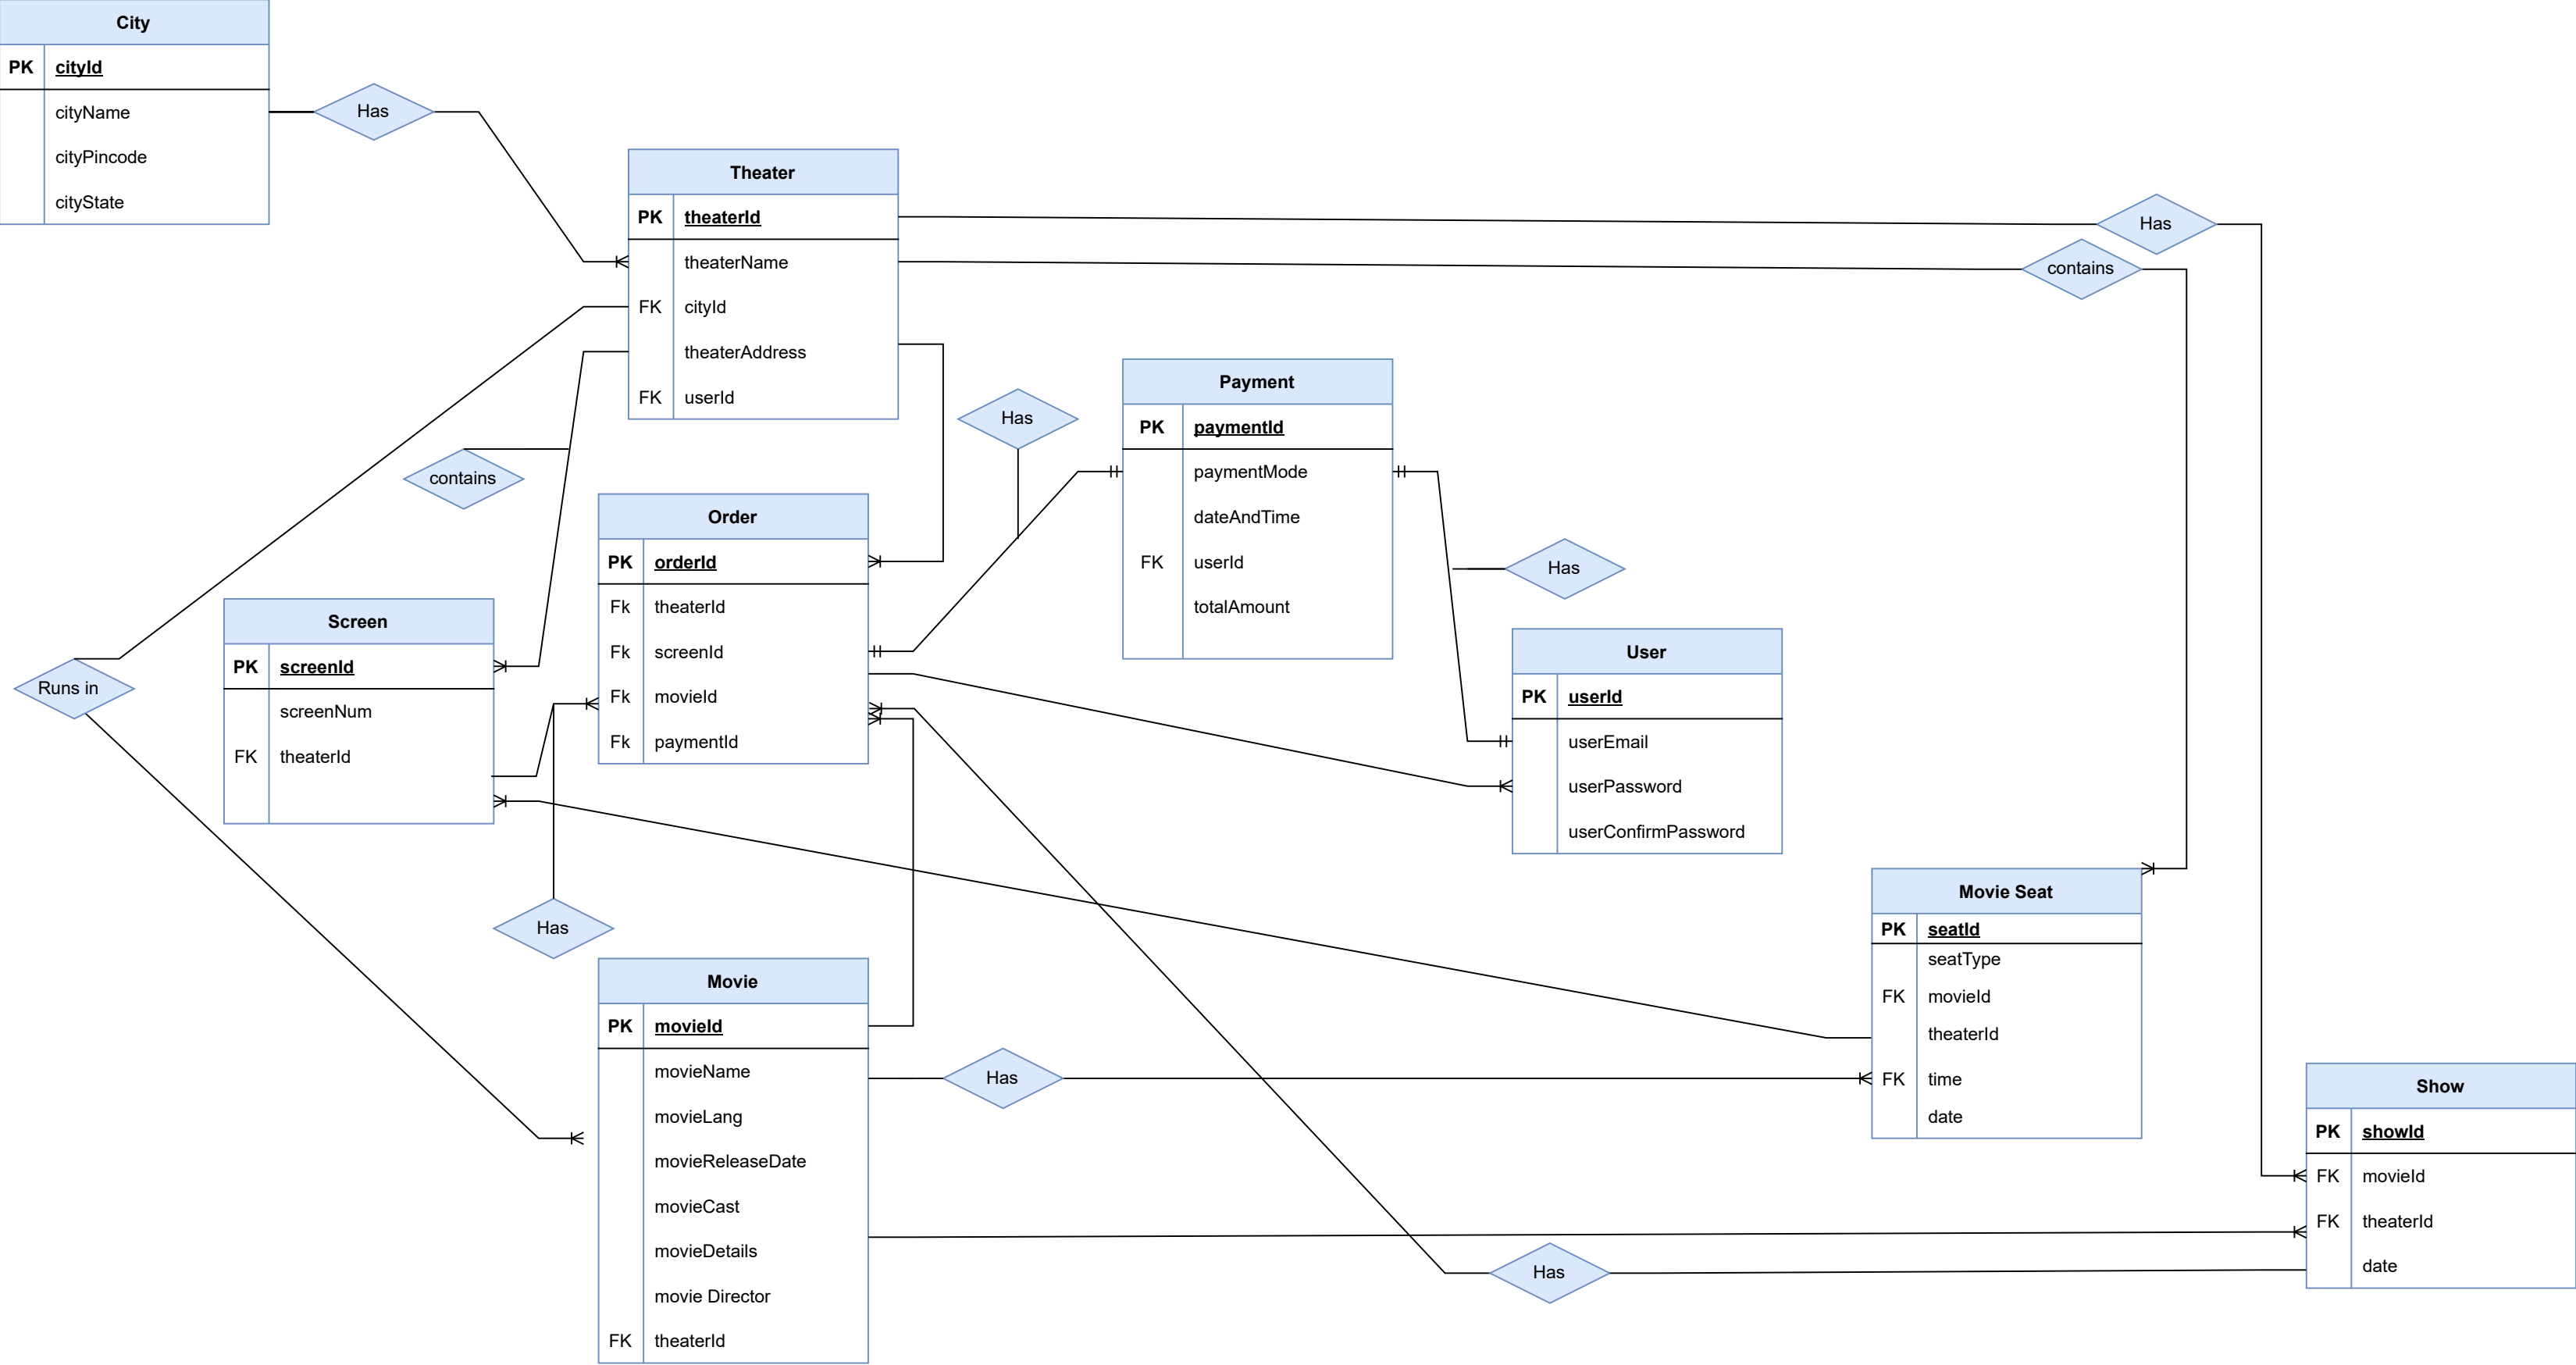 City
PK cityId
cityName
cityPincode
cityState
Has
Theater
PK theaterId
theaterName
FK cityId
theaterAddress
FK userId
Has
contains
Has
Payment
PK paymentId
paymentMode
dateAndTime
FK userId
totalAmount
contains
Order
PK orderId
Fk theaterId
Fk screenId
Fk movieId
Fk paymentId
Has
Screen
PK screenId
screenNum
FK theaterId
Runs in
User
PK userId
userEmail
userPassword
userConfirmPassword
Has
Movie Seat
PK seatId
seatType
FK movieId
theaterId
FK time
date
Movie
PK movieId
movieName
movieLang
movieReleaseDate
movieCast
movieDetails
movie Director
FK theaterId
Has
Has
Show
PK showId
FK movieId
FK theaterId
date